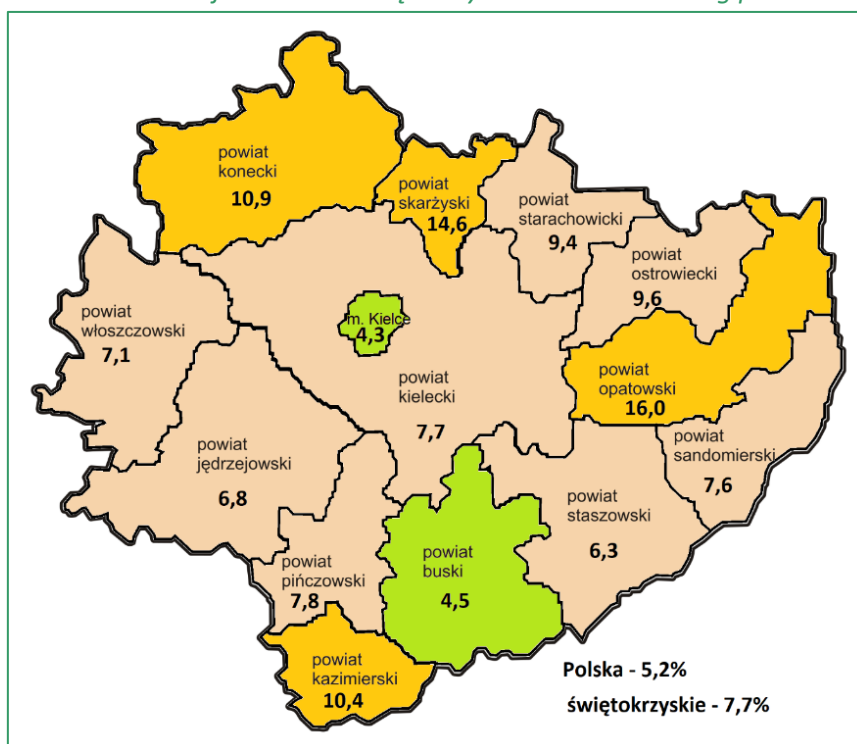 powiat
konecki
10,9
powiat
skarżyski
14,6
powiat
starachowicki
9,4
powiat
ostrowiecki
9,6
powiat
włoszczowski
7,1
m. Kielce
4,3
powiat
kielecki
7,7
powiat
opatowski
16,0
powiat
jędrzejowski
6,8
powiat
sandomierski
7,6
powiat
staszowski
6,3
powiat
pińczowski
7,8
powiat
buski
4,5
powiat
kazimierski
10,4
Polska - 5,2%
świętokrzyskie - 7,7%